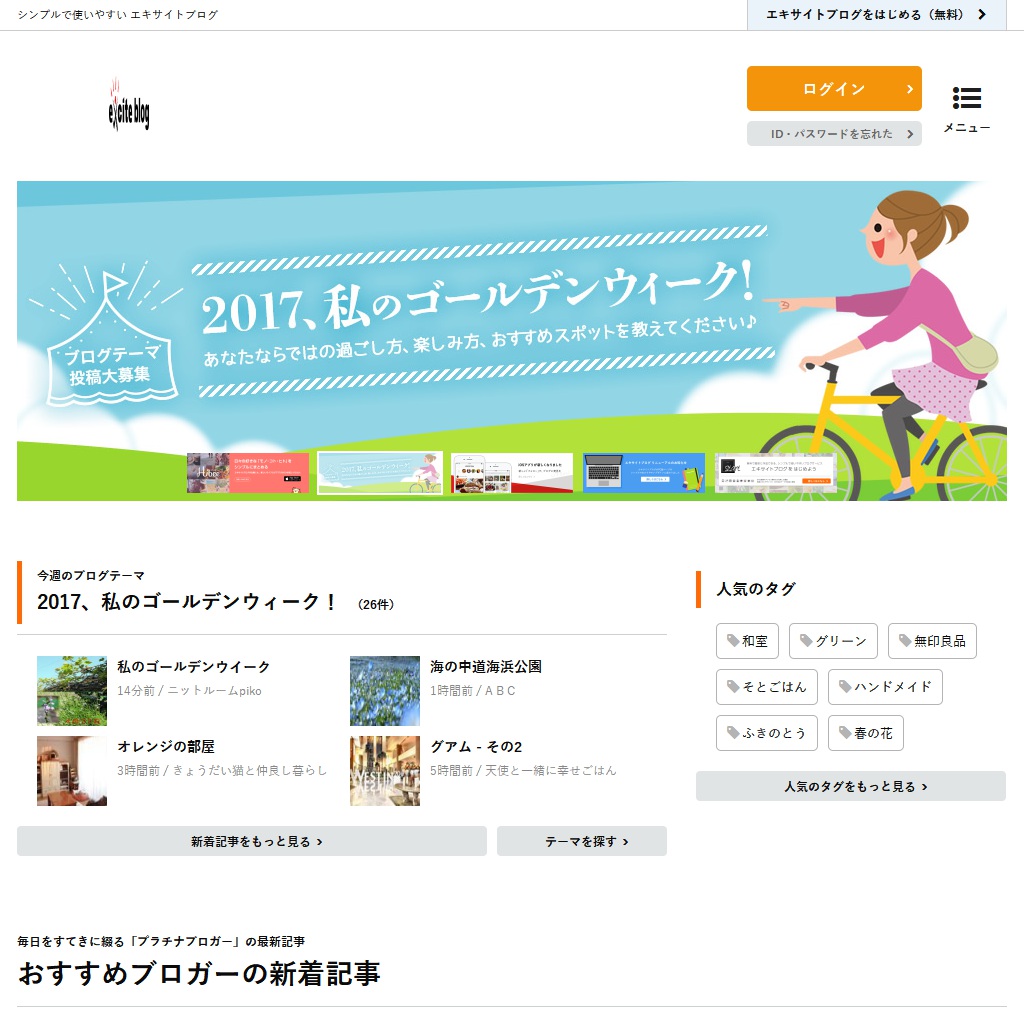 シンプルで使いやすい エキサイトブログ
エキサイトブログをはじめる（無料）
excite blog
ログイン
ID・パスワードを忘れた
メニュー
ブログテーマ
投稿大募集
2017、私のゴールデンウィーク！
あなたならではの過ごし方、楽しみ方、おすすめスポットを教えてください♪
今週のブログテーマ
2017、私のゴールデンウィーク！ （26件）
私のゴールデンウイーク
14分前 / ニットルームpiko
海の中道海浜公園
1時間前 / A B C
オレンジの部屋
3時間前 / きょうだい猫と仲良し暮らし
グアム - その2
5時間前 / 天使と一緒に幸せごはん
新着記事をもっと見る
テーマを探す
人気のタグ
和室
グリーン
無印良品
そとごはん
ハンドメイド
ふきのとう
春の花
人気のタグをもっと見る
毎日をすてきに綴る「プラチナブロガー」の最新記事
おすすめブロガーの新着記事